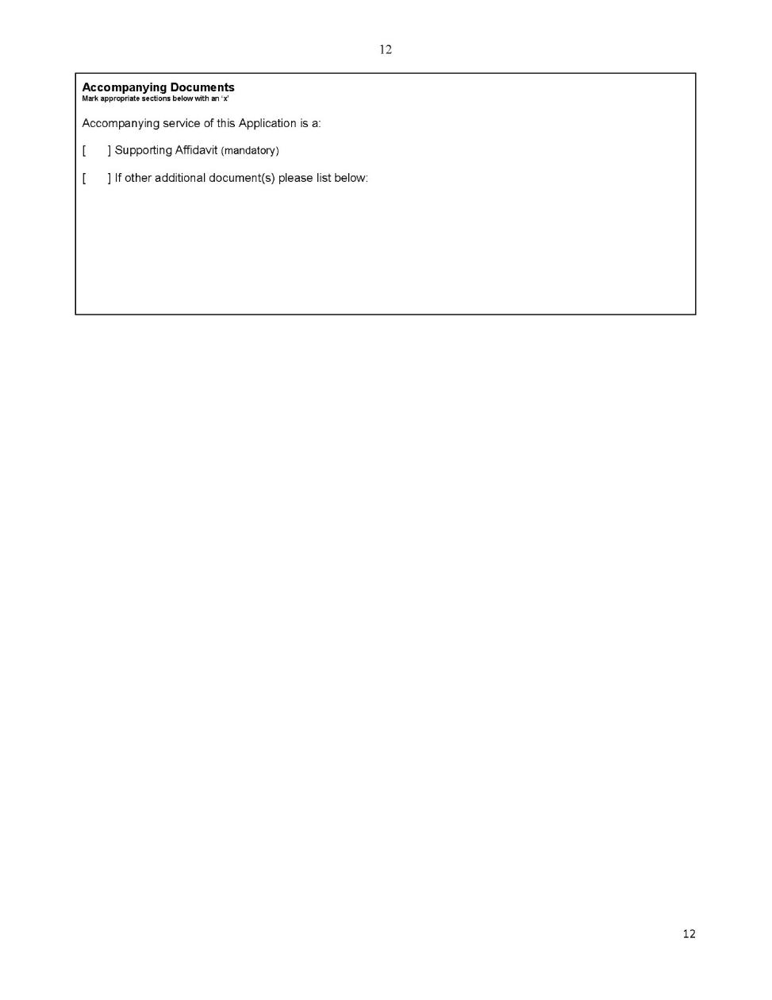 12
Accompanying Documents
Mark appropriate sections below with an 'x'
Accompanying service of this Application is a:
[ ] Supporting Affidavit (mandatory)
[ ] If other additional document(s) please list below:
12